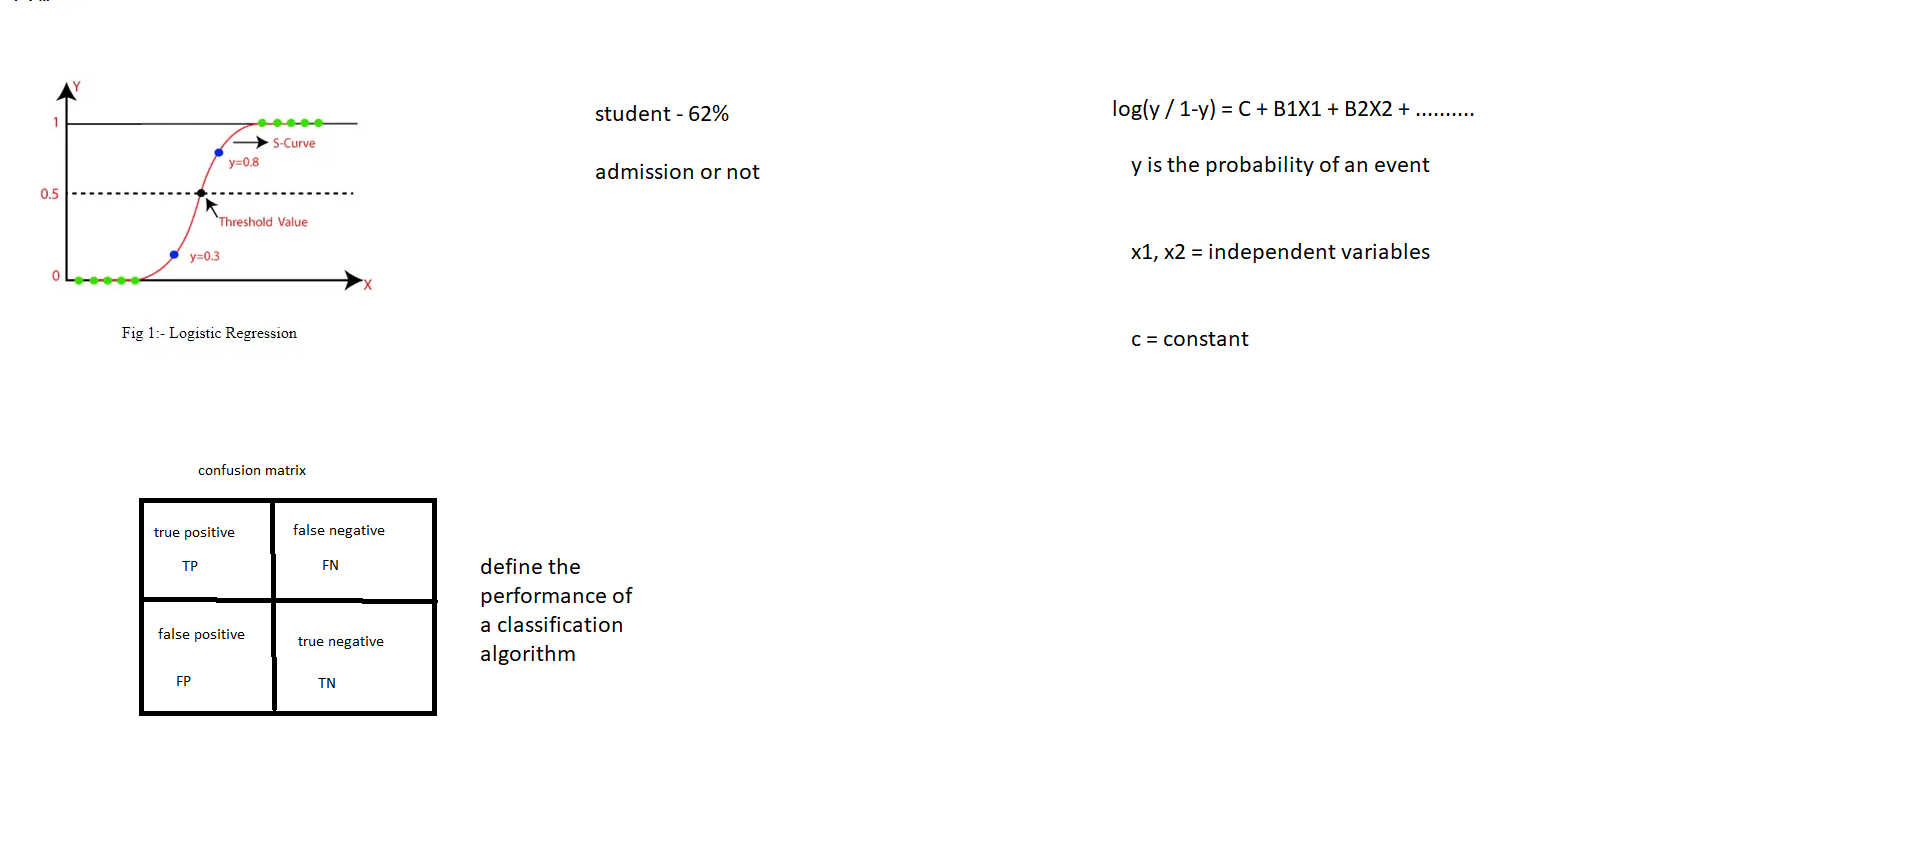 Y
1
S-Curve
y=0.8
0.5
Threshold Value
y=0.3
0
X
Fig 1:- Logistic Regression
student - 62%
admission or not
log(y / 1-y) = C + B1X1 + B2X2 + ..........
y is the probability of an event
x1, x2 = independent variables
c = constant
confusion matrix
true positive
TP
false negative
FN
false positive
FP
true negative
TN
define the
performance of
a classification
algorithm